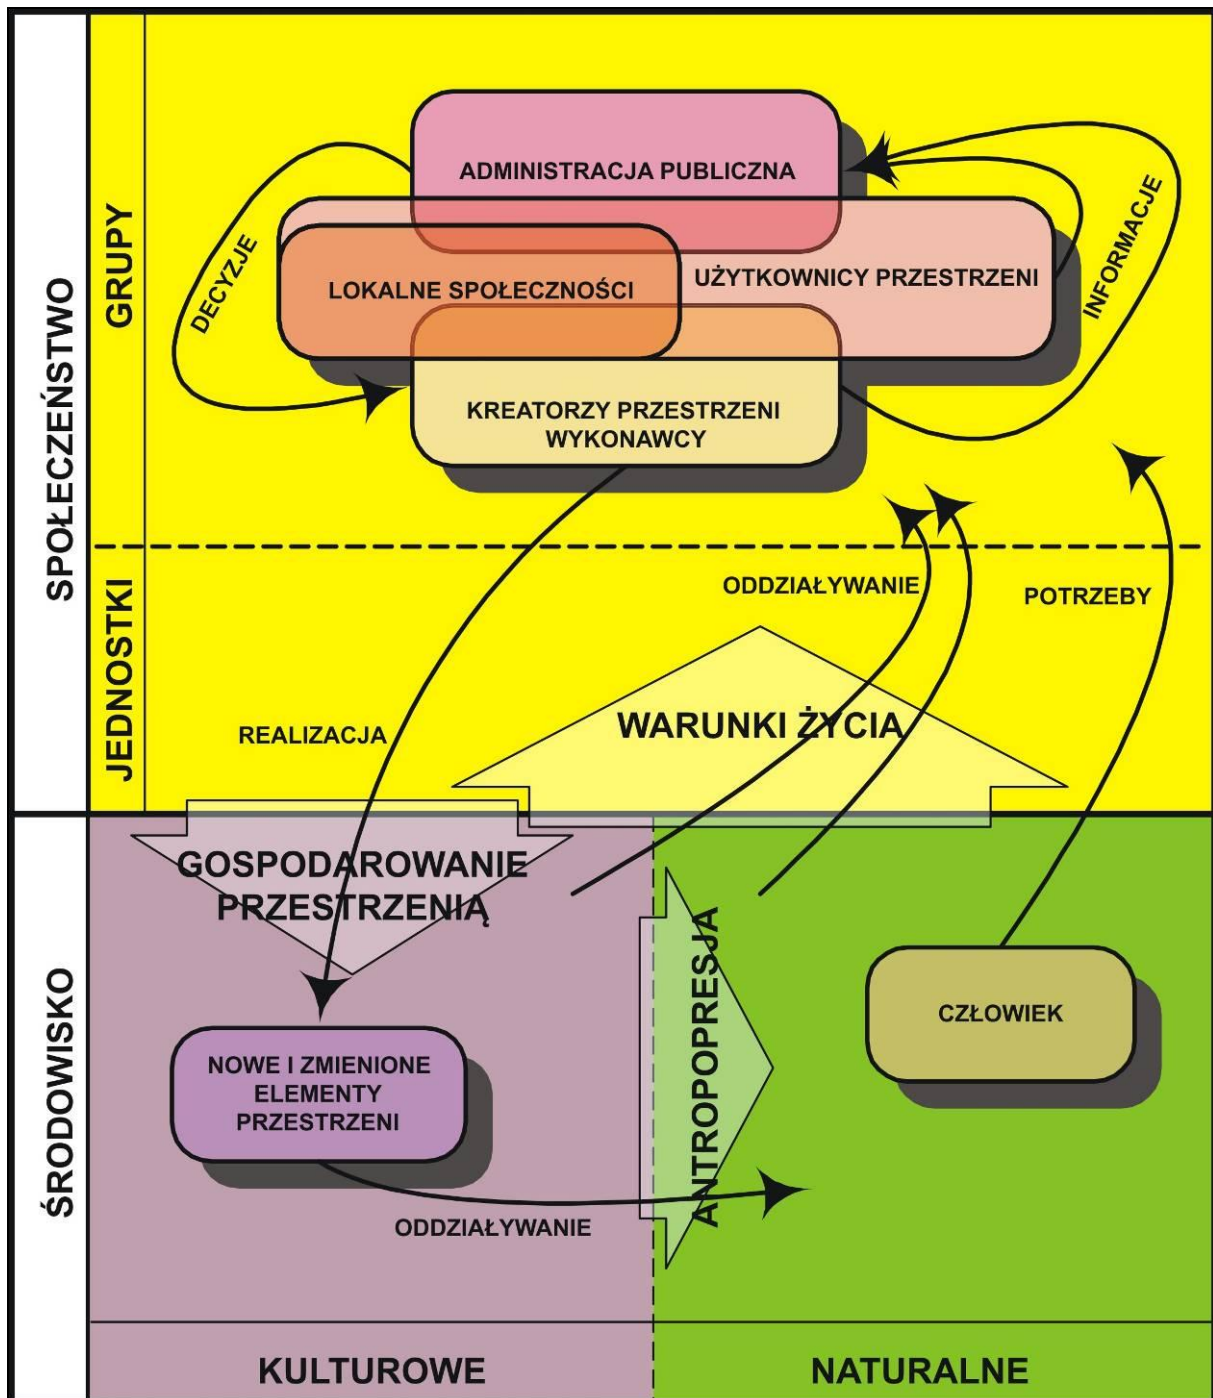 SPOŁECZEŃSTWO
GRUPY
ADMINISTRACJA PUBLICZNA
DECYZJE
LOKALNE SPOŁECZNOŚCI
UŻYTKOWNICY PRZESTRZENI
INFORMACJE
KREATORZY PRZESTRZENI
WYKONAWCY
JEDNOSTKI
ODDZIAŁYWANIE
POTRZEBY
REALIZACJA
WARUNKI ŻYCIA
ŚRODOWISKO
GOSPODAROWANIE
PRZESTRZENIĄ
ANTROPOPRESJA
CZŁOWIEK
NOWE I ZMIENIONE
ELEMENTY
PRZESTRZENI
ODDZIAŁYWANIE
KULTUROWE
NATURALNE